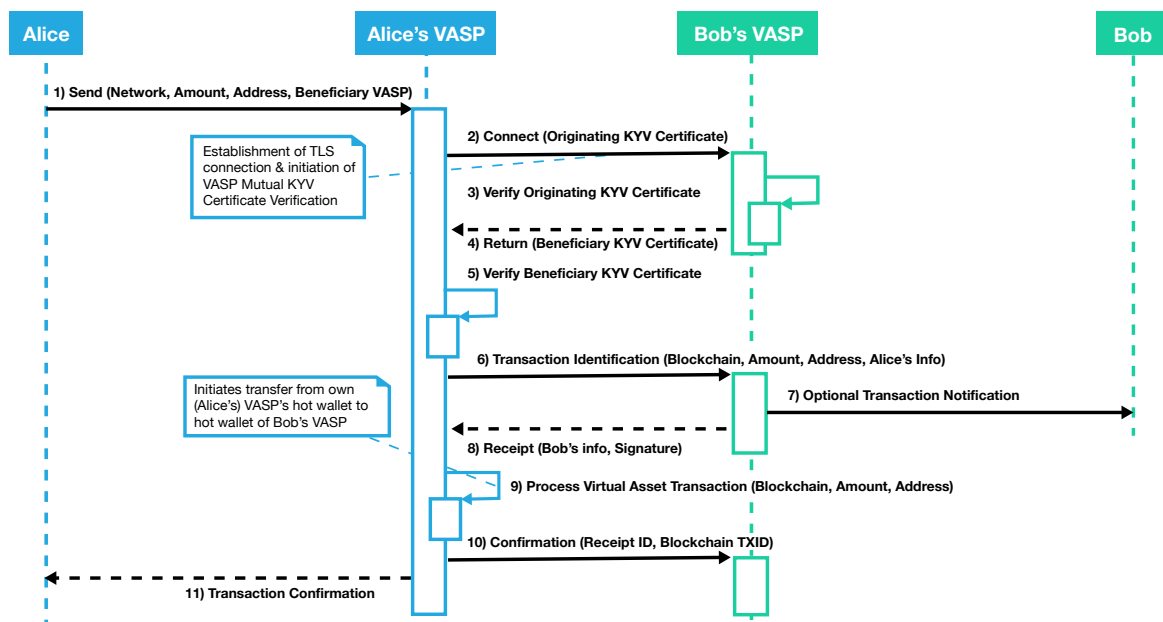 Alice
Alice's VASP
Bob's VASP
Bob
1) Send (Network, Amount, Address, Beneficiary VASP)
2) Connect (Originating KYV Certificate)
Establishment of TLS
connection & initiation of
VASP Mutual KYV
Certificate Verification
3) Verify Originating KYV Certificate
4) Return (Beneficiary KYV Certificate)
5) Verify Beneficiary KYV Certificate
6) Transaction Identification (Blockchain, Amount, Address, Alice's Info)
Initiates transfer from own
(Alice's) VASP's hot wallet to
hot wallet of Bob's VASP
7) Optional Transaction Notification
8) Receipt (Bob's info, Signature)
9) Process Virtual Asset Transaction (Blockchain, Amount, Address)
10) Confirmation (Receipt ID, Blockchain TXID)
11) Transaction Confirmation